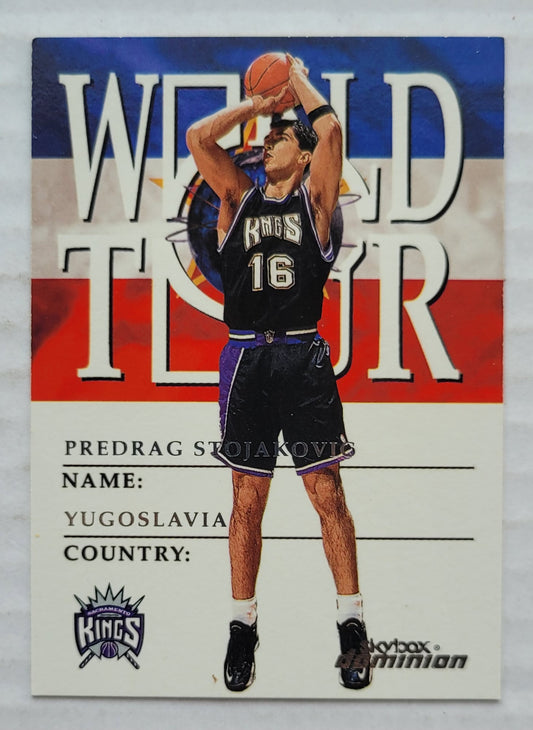 WORLD
TOUR
KINGS
16
PREDRAG STOJAKOVIC
NAME:
YUGOSLAVIA
COUNTRY:
SACRAMENTO
KINGS
skybox®
dominion